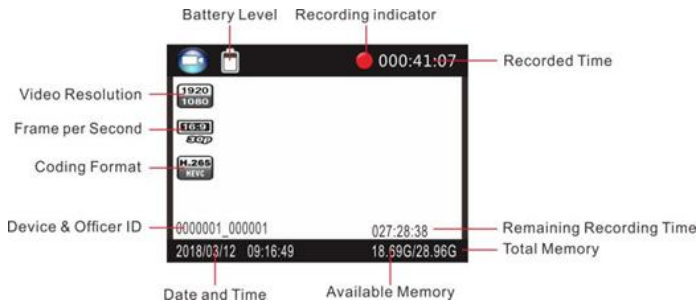 Battery Level
Recording indicator
000:41:07
Recorded Time
Video Resolution
1920
1080
Frame per Second
16:9
30P
Coding Format
H.265
HEVC
Device & Officer ID
0000001_000001
027:28:38
Remaining Recording Time
2018/03/12 09:16:49
18.69G/28.96G
Total Memory
Date and Time
Available Memory